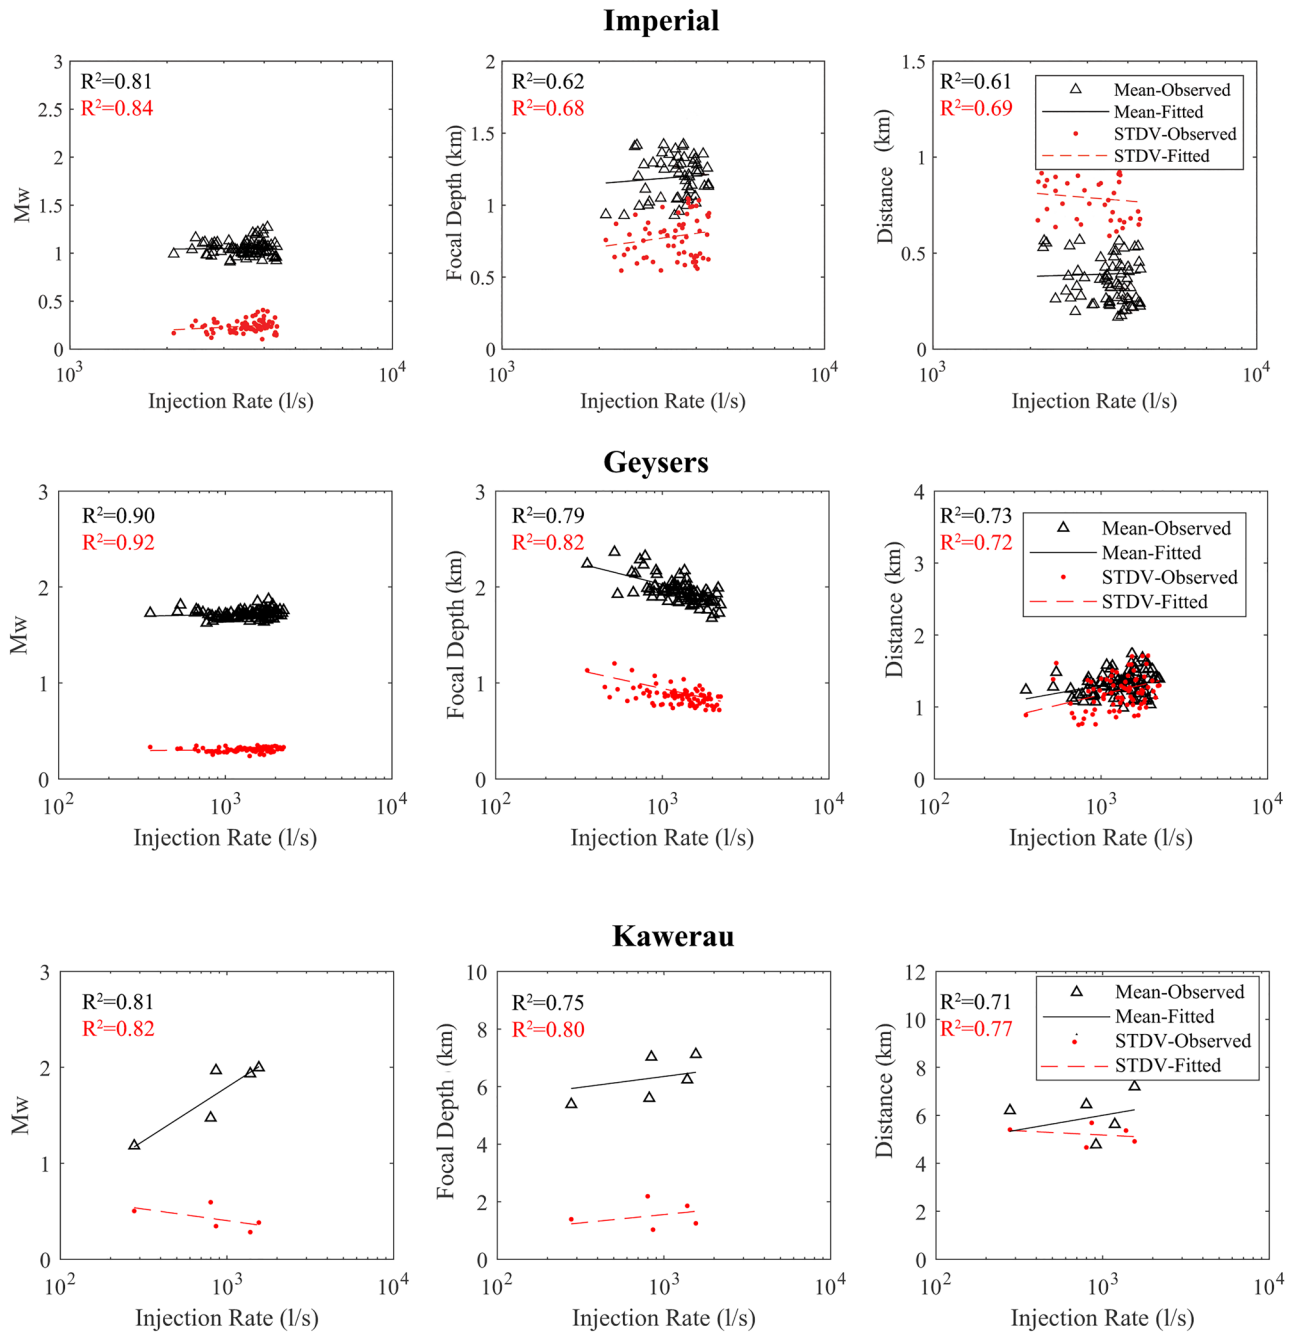 Imperial
R²=0.81
R²=0.84
3
2.5
2
1.5
1
0.5
0
Mw
10³
10⁴
Injection Rate (l/s)
R²=0.62
R²=0.68
2
1.5
1
0.5
0
Focal Depth (km)
10³
10⁴
Injection Rate (l/s)
R²=0.61
R²=0.69
Mean-Observed
Mean-Fitted
STDV-Observed
STDV-Fitted
1.5
1
0.5
0
Distance (km)
10³
10⁴
Injection Rate (l/s)
Geysers
R²=0.90
R²=0.92
3
2
1
0
Mw
10²
10³
10⁴
Injection Rate (l/s)
R²=0.79
R²=0.82
3
2
1
0
Focal Depth (km)
10²
10³
10⁴
Injection Rate (l/s)
R²=0.73
R²=0.72
Mean-Observed
Mean-Fitted
STDV-Observed
STDV-Fitted
4
3
2
1
0
Distance (km)
10²
10³
10⁴
Injection Rate (l/s)
Kawerau
R²=0.81
R²=0.82
3
2
1
0
Mw
10²
10³
10⁴
Injection Rate (l/s)
R²=0.75
R²=0.80
10
8
6
4
2
0
Focal Depth (km)
10²
10³
10⁴
Injection Rate (l/s)
R²=0.71
R²=0.77
Mean-Observed
Mean-Fitted
STDV-Observed
STDV-Fitted
12
10
8
6
4
2
0
Distance (km)
10²
10³
10⁴
Injection Rate (l/s)